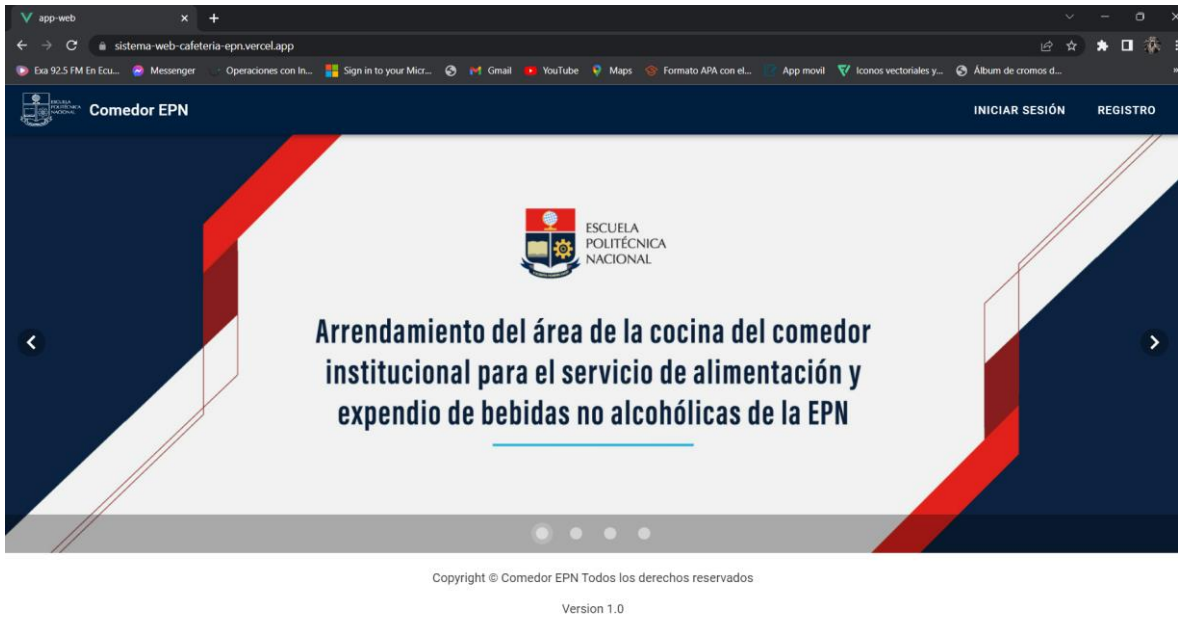 app-web
sistema-web-cafeteria-epn.vercel.app
Exa 92.5 FM En Ecu... Messenger Operaciones con In... Sign in to your Micr... Gmail YouTube Maps Formato APA con el... App movil Iconos vectoriales y... Álbum de cromos d...
ESCUELA POLITÉCNICA NACIONAL Comedor EPN INICIAR SESIÓN REGISTRO
ESCUELA
POLITÉCNICA
NACIONAL
Arrendamiento del área de la cocina del comedor
institucional para el servicio de alimentación y
expendio de bebidas no alcohólicas de la EPN
Copyright © Comedor EPN Todos los derechos reservados
Version 1.0